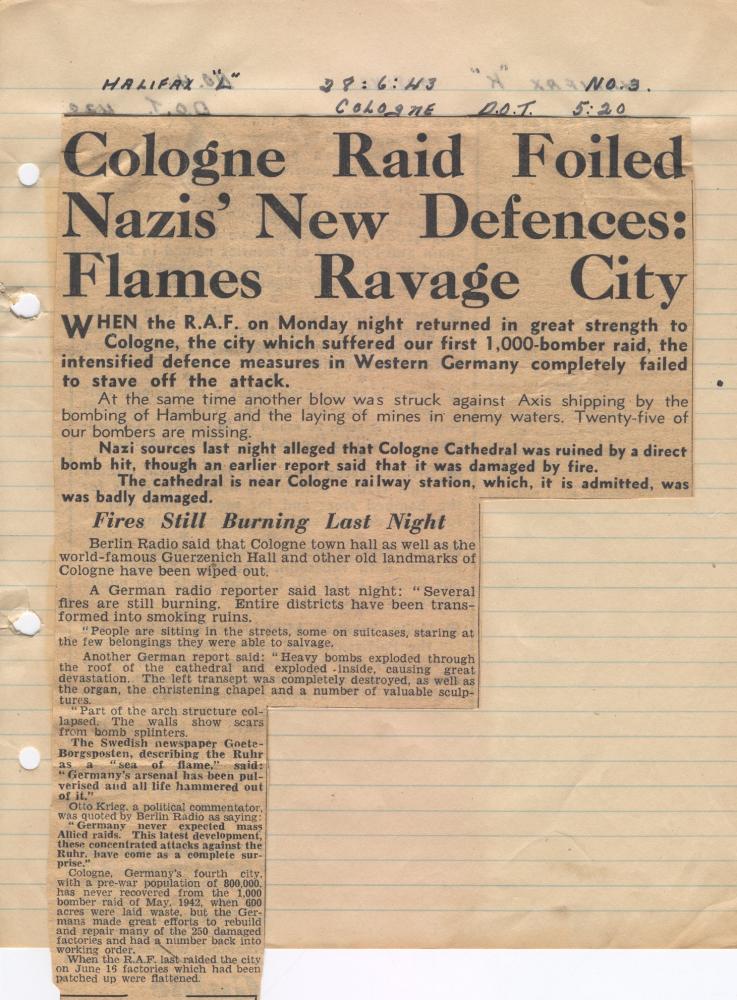 HALIFAX "L" 28:6:43 NO.3.
COLOGNE D.O.T. 5:20
Cologne Raid Foiled
Nazis' New Defences:
Flames Ravage City
WHEN the R.A.F. on Monday night returned in great strength to
Cologne, the city which suffered our first 1,000-bomber raid, the
intensified defence measures in Western Germany completely failed
to stave off the attack.
At the same time another blow was struck against Axis shipping by the
bombing of Hamburg and the laying of mines in enemy waters. Twenty-five of
our bombers are missing.
Nazi sources last night alleged that Cologne Cathedral was ruined by a direct
bomb hit, though an earlier report said that it was damaged by fire.
The cathedral is near Cologne railway station, which, it is admitted, was
was badly damaged.
Fires Still Burning Last Night
Berlin Radio said that Cologne town hall as well as the
world-famous Guerzenich Hall and other old landmarks of
Cologne have been wiped out.
A German radio reporter said last night: "Several
fires are still burning. Entire districts have been trans-
formed into smoking ruins.
"People are sitting in the streets, some on suitcases, staring at
the few belongings they were able to salvage.
Another German report said: "Heavy bombs exploded through
the roof of the cathedral and exploded inside, causing great
devastation. The left transept was completely destroyed, as well as
the organ, the christening chapel and a number of valuable sculp-
tures.
"Part of the arch structure col-
lapsed. The walls show scars
from bomb splinters.
The Swedish newspaper Goete-
Borgsposten, describing the Ruhr
as a "sea of flame," said:
"Germany's arsenal has been pul-
verised and all life hammered out
of it."
Otto Krieg, a political commentator,
was quoted by Berlin Radio as saying:
"Germany never expected mass
Allied raids. This latest development,
these concentrated attacks against the
Ruhr, have come as a complete sur-
prise."
Cologne, Germany's fourth city,
with a pre-war population of 800,000,
has never recovered from the 1,000
bomber raid of May, 1942, when 600
acres were laid waste, but the Ger-
mans made great efforts to rebuild
and repair many of the 250 damaged
factories and had a number back into
working order.
When the R.A.F. last raided the city
on June 16 factories which had been
patched up were flattened.